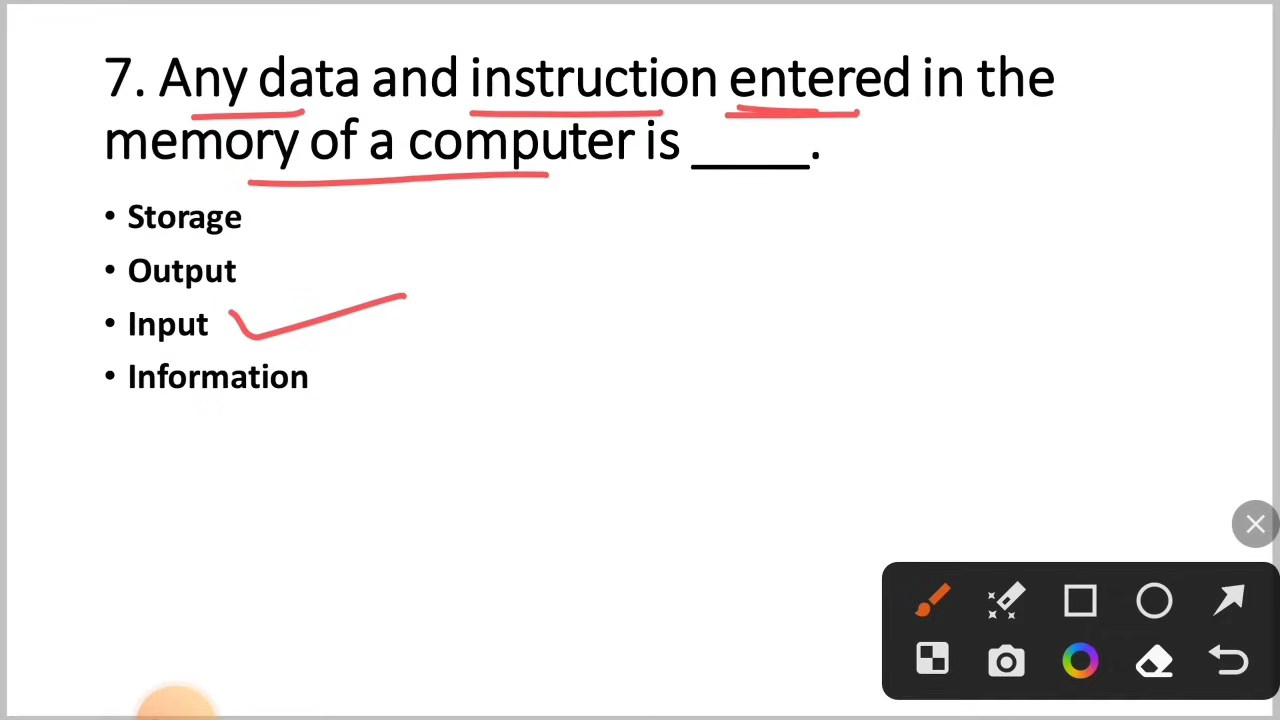 7. Any data and instruction entered in the
memory of a computer is _____.
• Storage
• Output
• Input
• Information